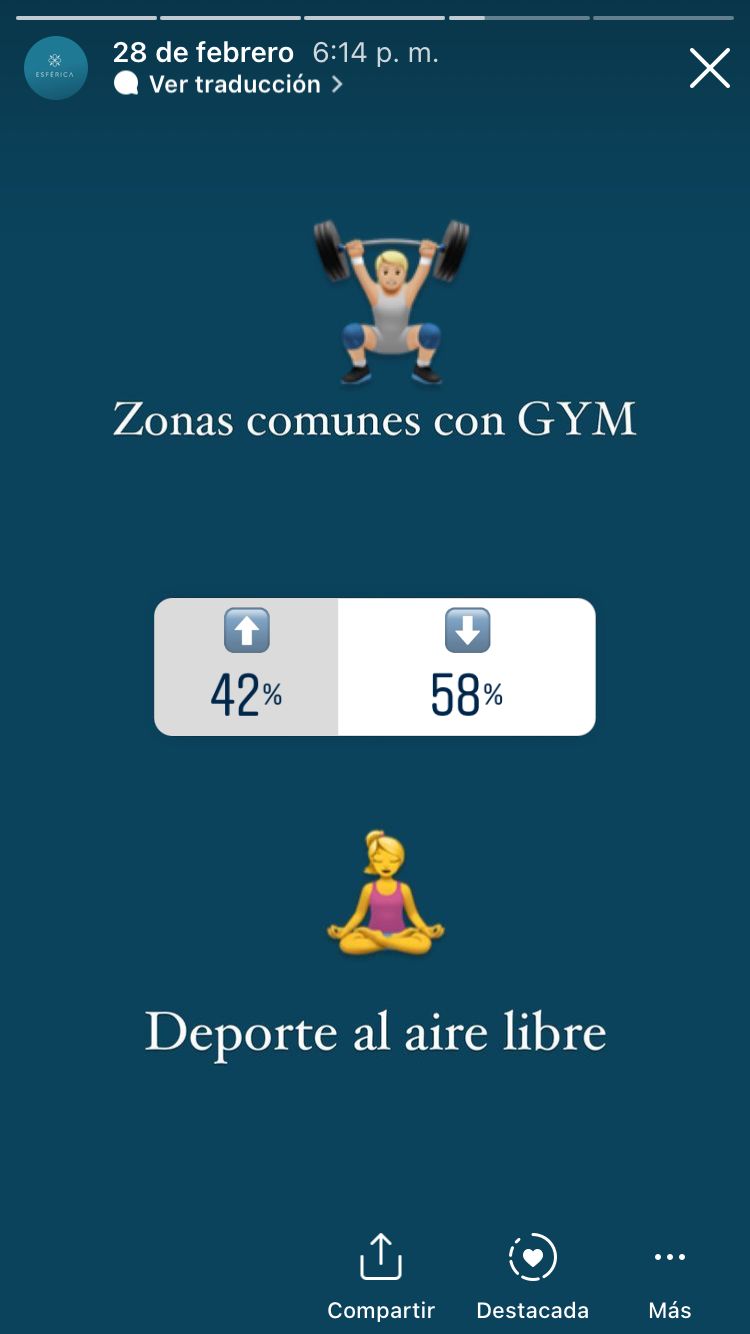 ESFÉRICA
28 de febrero 6:14 p. m.
Ver traducción
Zonas comunes con GYM
42% 58%
Deporte al aire libre
Compartir Destacada Más